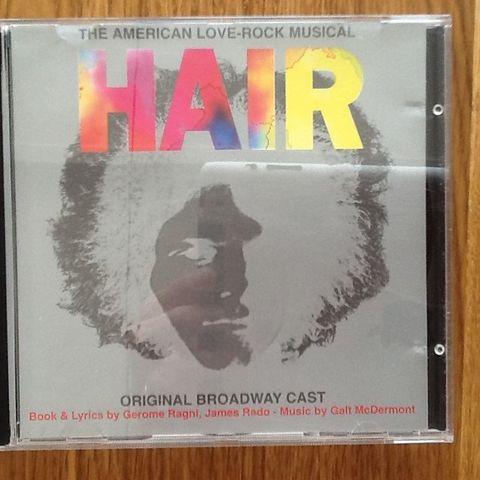 THE AMERICAN LOVE-ROCK MUSICAL
HAIR
ORIGINAL BROADWAY CAST
Book & Lyrics by Gerome Ragni, James Rado - Music by Galt McDermont